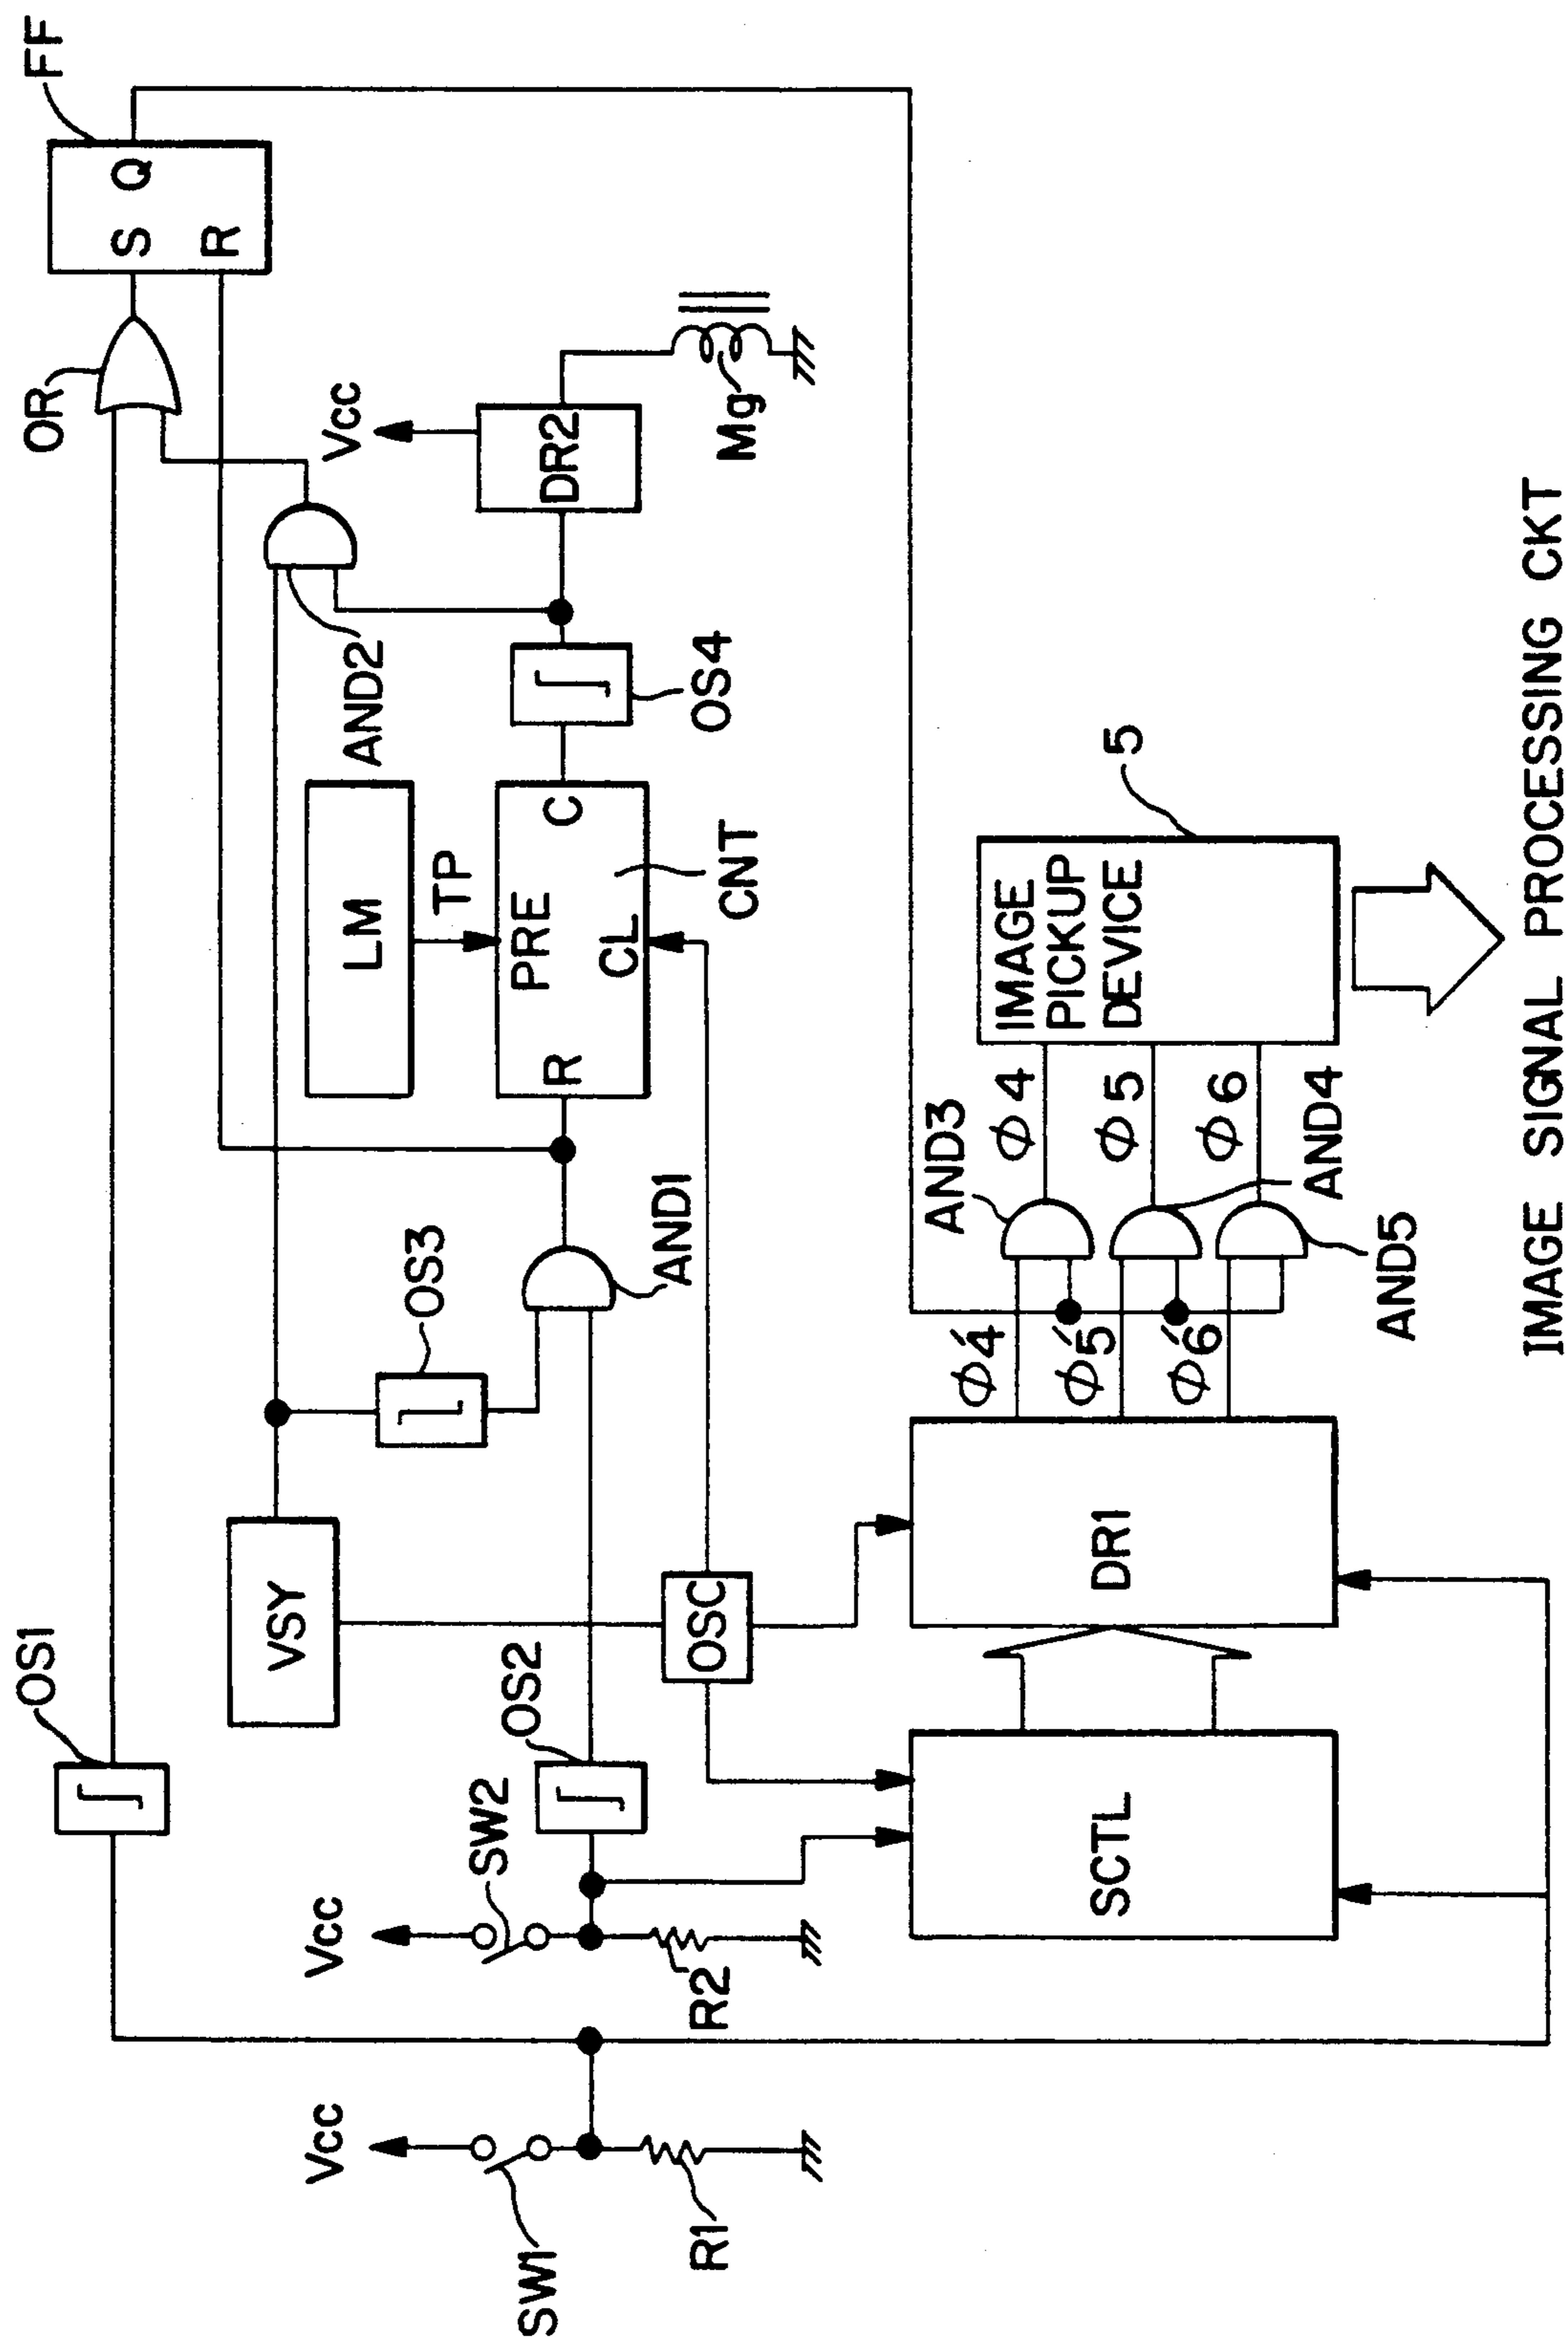 SW1
Vcc
R1
OS1
Vcc
SW2
R2
OS2
VSY
OSC
SCTL
DR1
OS3
AND1
LM
TP
PRE
R
C
CL
CNT
OS4
AND2
OR
FF
S Q
R
Vcc
DR2
Mg
φ'4
φ'5
φ'6
AND3
AND4
AND5
φ4
φ5
φ6
IMAGE
PICKUP
DEVICE
5
IMAGE SIGNAL PROCESSING CKT